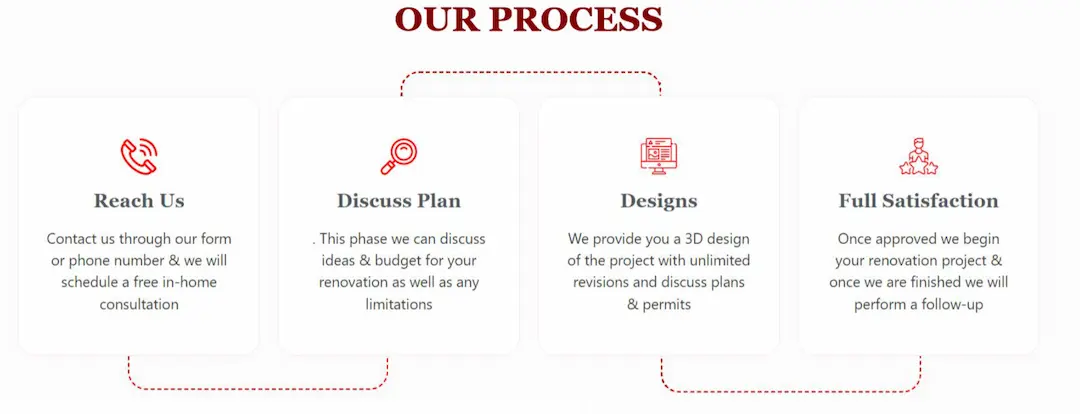 OUR PROCESS
Reach Us
Contact us through our form
or phone number & we will
schedule a free in-home
consultation
Discuss Plan
. This phase we can discuss
ideas & budget for your
renovation as well as any
limitations
Designs
We provide you a 3D design
of the project with unlimited
revisions and discuss plans
& permits
Full Satisfaction
Once approved we begin
your renovation project &
once we are finished we will
perform a follow-up